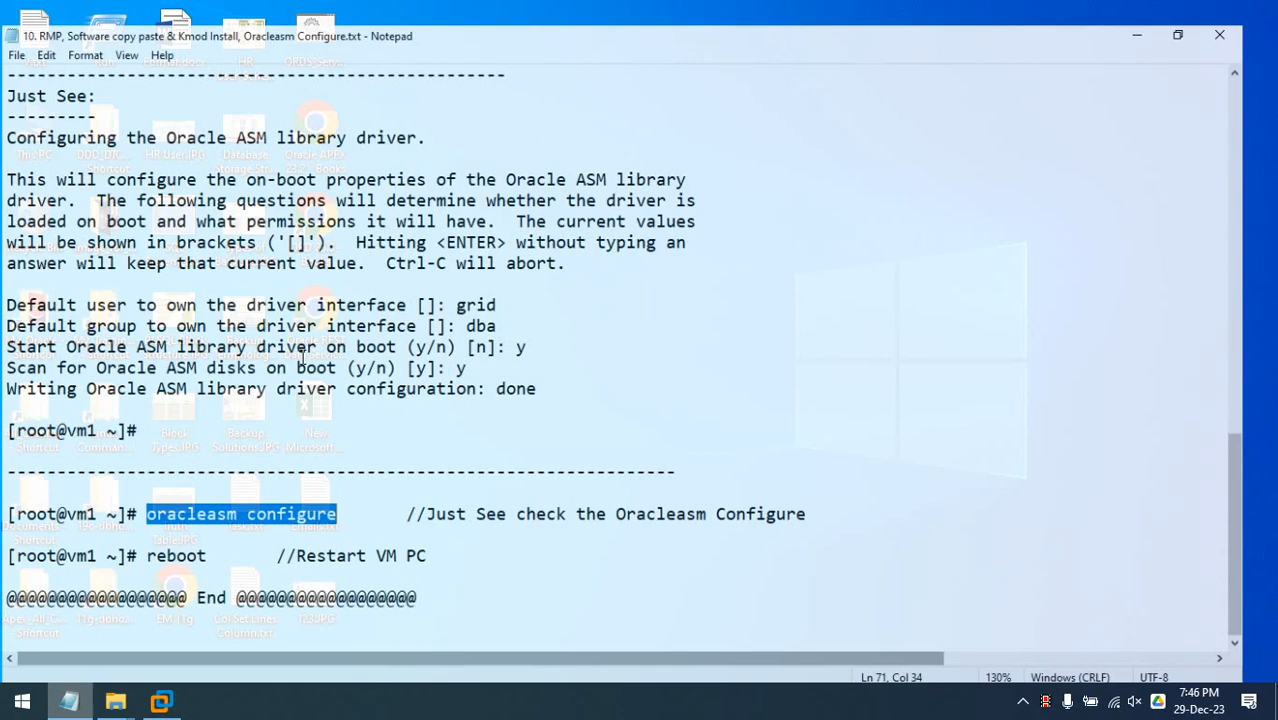 10. RMP, Software copy paste & Kmod Install, Oracleasm Configure.txt - Notepad
File Edit Format View Help
Just See:
---------
Configuring the Oracle ASM library driver.
This will configure the on-boot properties of the Oracle ASM library
driver.  The following questions will determine whether the driver is
loaded on boot and what permissions it will have.  The current values
will be shown in brackets ('[]').  Hitting <ENTER> without typing an
answer will keep that current value.  Ctrl-C will abort.
Default user to own the driver interface []: grid
Default group to own the driver interface []: dba
Start Oracle ASM library driver on boot (y/n) [n]: y
Scan for Oracle ASM disks on boot (y/n) [y]: y
Writing Oracle ASM library driver configuration: done
[root@vm1 ~]#
[root@vm1 ~]# oracleasm configure       //Just See check the Oracleasm Configure
[root@vm1 ~]# reboot       //Restart VM PC
@@@@@@@@@@@@@@@@@@ End @@@@@@@@@@@@@@@@@@
Ln 71, Col 34 130% Windows (CRLF) UTF-8
7:46 PM
29-Dec-23